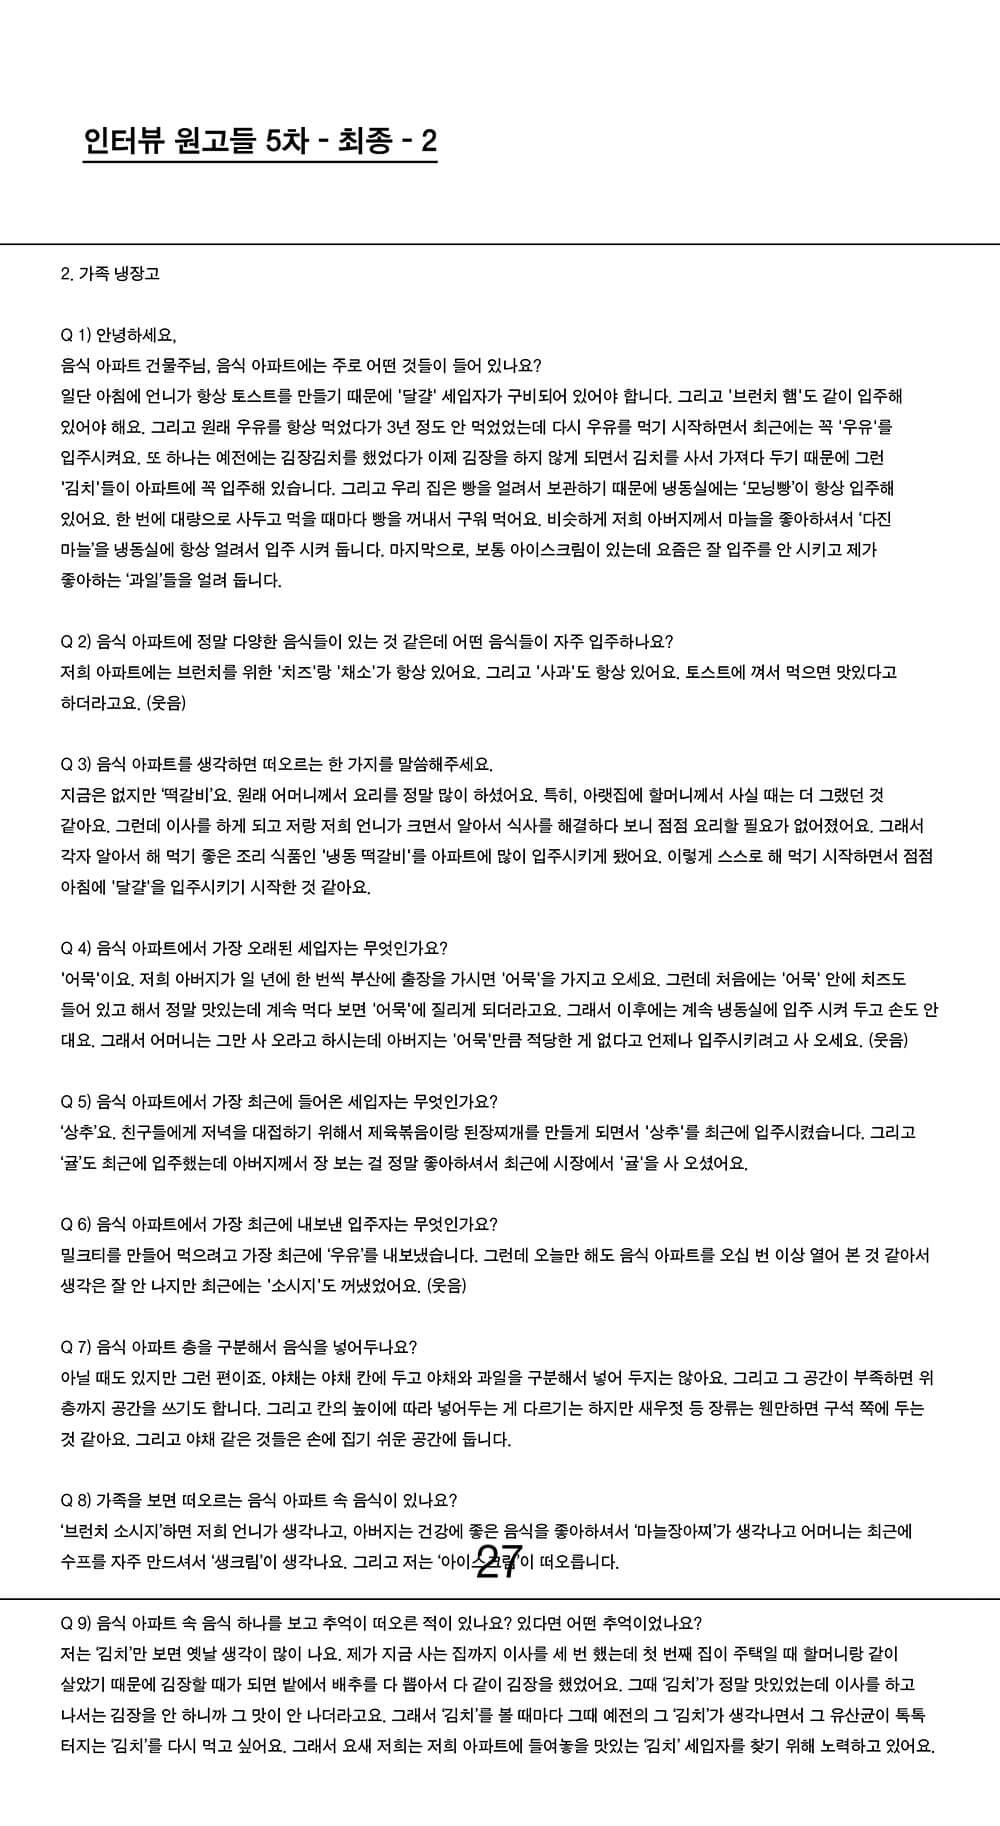 인터뷰 원고들 5차 - 최종 - 2
2. 가족 냉장고
Q 1) 안녕하세요,
음식 아파트 건물주님, 음식 아파트에는 주로 어떤 것들이 들어 있나요?
일단 아침에 언니가 항상 토스트를 만들기 때문에 '달걀' 세입자가 구비되어 있어야 합니다. 그리고 '브런치 햄'도 같이 입주해
있어야 해요. 그리고 원래 우유를 항상 먹었다가 3년 정도 안 먹었었는데 다시 우유를 먹기 시작하면서 최근에는 꼭 '우유'를
입주시켜요. 또 하나는 예전에는 김장김치를 했었다가 이제 김장을 하지 않게 되면서 김치를 사서 가져다 두기 때문에 그런
'김치'들이 아파트에 꼭 입주해 있습니다. 그리고 우리 집은 빵을 얼려서 보관하기 때문에 냉동실에는 ‘모닝빵’이 항상 입주해
있어요. 한 번에 대량으로 사두고 먹을 때마다 빵을 꺼내서 구워 먹어요. 비슷하게 저희 아버지께서 마늘을 좋아하셔서 ‘다진
마늘’을 냉동실에 항상 얼려서 입주 시켜 둡니다. 마지막으로, 보통 아이스크림이 있는데 요즘은 잘 입주를 안 시키고 제가
좋아하는 ‘과일’들을 얼려 둡니다.
Q 2) 음식 아파트에 정말 다양한 음식들이 있는 것 같은데 어떤 음식들이 자주 입주하나요?
저희 아파트에는 브런치를 위한 '치즈'랑 '채소'가 항상 있어요. 그리고 '사과'도 항상 있어요. 토스트에 껴서 먹으면 맛있다고
하더라고요. (웃음)
Q 3) 음식 아파트를 생각하면 떠오르는 한 가지를 말씀해주세요.
지금은 없지만 ‘떡갈비’요. 원래 어머니께서 요리를 정말 많이 하셨어요. 특히, 아랫집에 할머니께서 사실 때는 더 그랬던 것
같아요. 그런데 이사를 하게 되고 저랑 저희 언니가 크면서 알아서 식사를 해결하다 보니 점점 요리할 필요가 없어졌어요. 그래서
각자 알아서 해 먹기 좋은 조리 식품인 '냉동 떡갈비'를 아파트에 많이 입주시키게 됐어요. 이렇게 스스로 해 먹기 시작하면서 점점
아침에 '달걀'을 입주시키기 시작한 것 같아요.
Q 4) 음식 아파트에서 가장 오래된 세입자는 무엇인가요?
'어묵'이요. 저희 아버지가 일 년에 한 번씩 부산에 출장을 가시면 '어묵'을 가지고 오세요. 그런데 처음에는 '어묵' 안에 치즈도
들어 있고 해서 정말 맛있는데 계속 먹다 보면 '어묵'에 질리게 되더라고요. 그래서 이후에는 계속 냉동실에 입주 시켜 두고 손도 안
대요. 그래서 어머니는 그만 사 오라고 하시는데 아버지는 '어묵'만큼 적당한 게 없다고 언제나 입주시키려고 사 오세요. (웃음)
Q 5) 음식 아파트에서 가장 최근에 들어온 세입자는 무엇인가요?
‘상추’요. 친구들에게 저녁을 대접하기 위해서 제육볶음이랑 된장찌개를 만들게 되면서 '상추'를 최근에 입주시켰습니다. 그리고
‘귤’도 최근에 입주했는데 아버지께서 장 보는 걸 정말 좋아하셔서 최근에 시장에서 '귤'을 사 오셨어요.
Q 6) 음식 아파트에서 가장 최근에 내보낸 입주자는 무엇인가요?
밀크티를 만들어 먹으려고 가장 최근에 ‘우유’를 내보냈습니다. 그런데 오늘만 해도 음식 아파트를 오십 번 이상 열어 본 것 같아서
생각은 잘 안 나지만 최근에는 '소시지'도 꺼냈었어요. (웃음)
Q 7) 음식 아파트 층을 구분해서 음식을 넣어두나요?
아닐 때도 있지만 그런 편이죠. 야채는 야채 칸에 두고 야채와 과일을 구분해서 넣어 두지는 않아요. 그리고 그 공간이 부족하면 위
층까지 공간을 쓰기도 합니다. 그리고 칸의 높이에 따라 넣어두는 게 다르기는 하지만 새우젓 등 장류는 웬만하면 구석 쪽에 두는
것 같아요. 그리고 야채 같은 것들은 손에 집기 쉬운 공간에 둡니다.
Q 8) 가족을 보면 떠오르는 음식 아파트 속 음식이 있나요?
‘브런치 소시지’하면 저희 언니가 생각나고, 아버지는 건강에 좋은 음식을 좋아하셔서 ‘마늘장아찌’가 생각나고 어머니는 최근에
수프를 자주 만드셔서 ‘생크림’이 생각나요. 그리고 저는 ‘아이스크림’이 떠오릅니다.
27
Q 9) 음식 아파트 속 음식 하나를 보고 추억이 떠오른 적이 있나요? 있다면 어떤 추억이었나요?
저는 ‘김치’만 보면 옛날 생각이 많이 나요. 제가 지금 사는 집까지 이사를 세 번 했는데 첫 번째 집이 주택일 때 할머니랑 같이
살았기 때문에 김장할 때가 되면 밭에서 배추를 다 뽑아서 다 같이 김장을 했었어요. 그때 ‘김치’가 정말 맛있었는데 이사를 하고
나서는 김장을 안 하니까 그 맛이 안 나더라고요. 그래서 ‘김치’를 볼 때마다 그때 예전의 그 ‘김치’가 생각나면서 그 유산균이 톡톡
터지는 ‘김치’를 다시 먹고 싶어요. 그래서 요새 저희는 저희 아파트에 들여놓을 맛있는 ‘김치’ 세입자를 찾기 위해 노력하고 있어요.